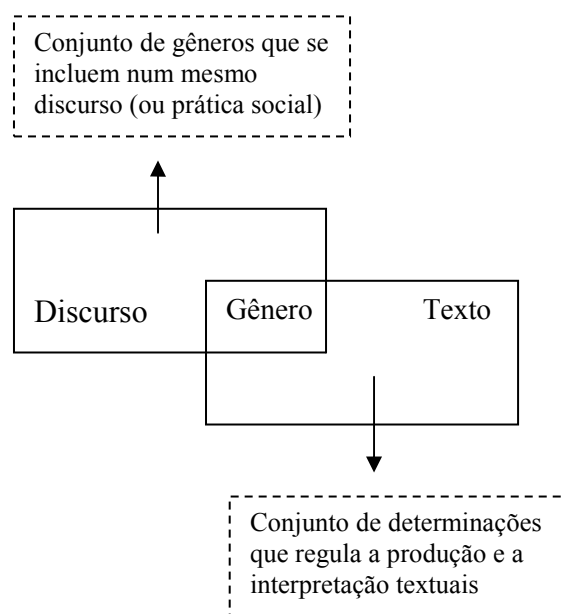 Conjunto de gêneros que se
incluem num mesmo
discurso (ou prática social)
Discurso
Gênero
Texto
Conjunto de determinações
que regula a produção e a
interpretação textuais